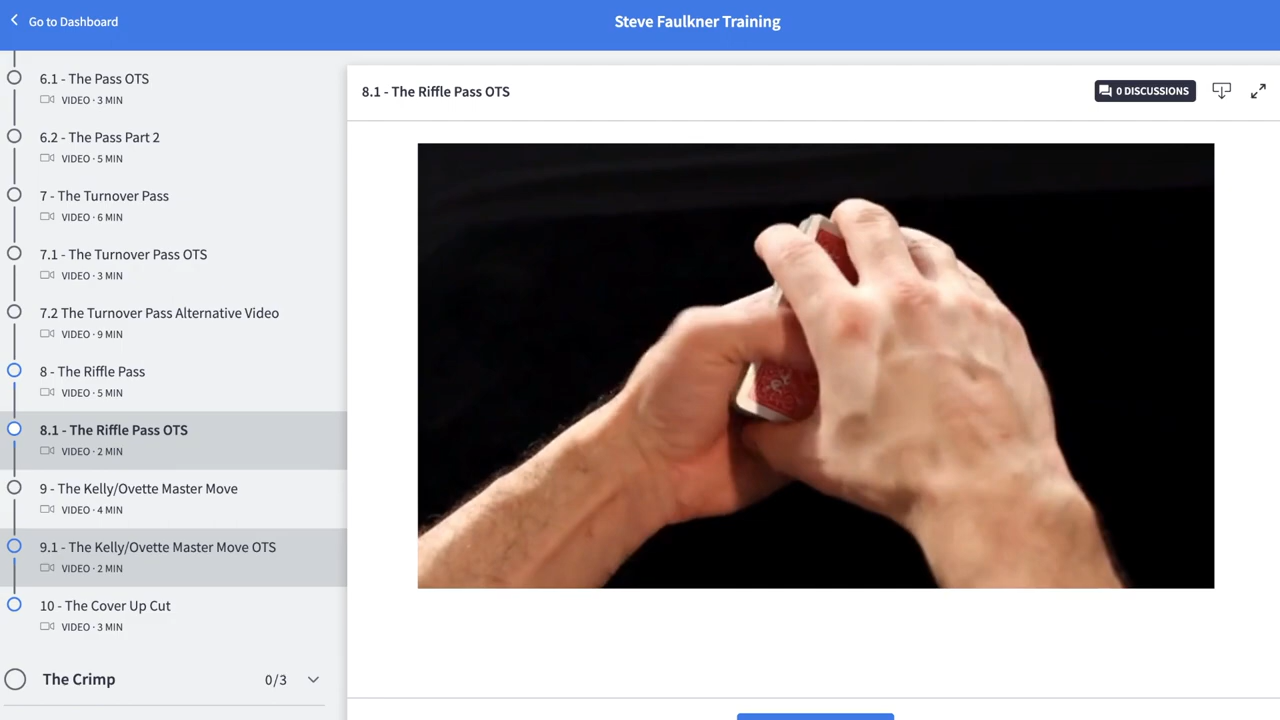 Go to Dashboard
Steve Faulkner Training
6.1 - The Pass OTS
VIDEO · 3 MIN
6.2 - The Pass Part 2
VIDEO · 5 MIN
7 - The Turnover Pass
VIDEO · 6 MIN
7.1 - The Turnover Pass OTS
VIDEO · 3 MIN
7.2 The Turnover Pass Alternative Video
VIDEO · 9 MIN
8 - The Riffle Pass
VIDEO · 5 MIN
8.1 - The Riffle Pass OTS
VIDEO · 2 MIN
9 - The Kelly/Ovette Master Move
VIDEO · 4 MIN
9.1 - The Kelly/Ovette Master Move OTS
VIDEO · 2 MIN
10 - The Cover Up Cut
VIDEO · 3 MIN
The Crimp 0/3
8.1 - The Riffle Pass OTS
0 DISCUSSIONS